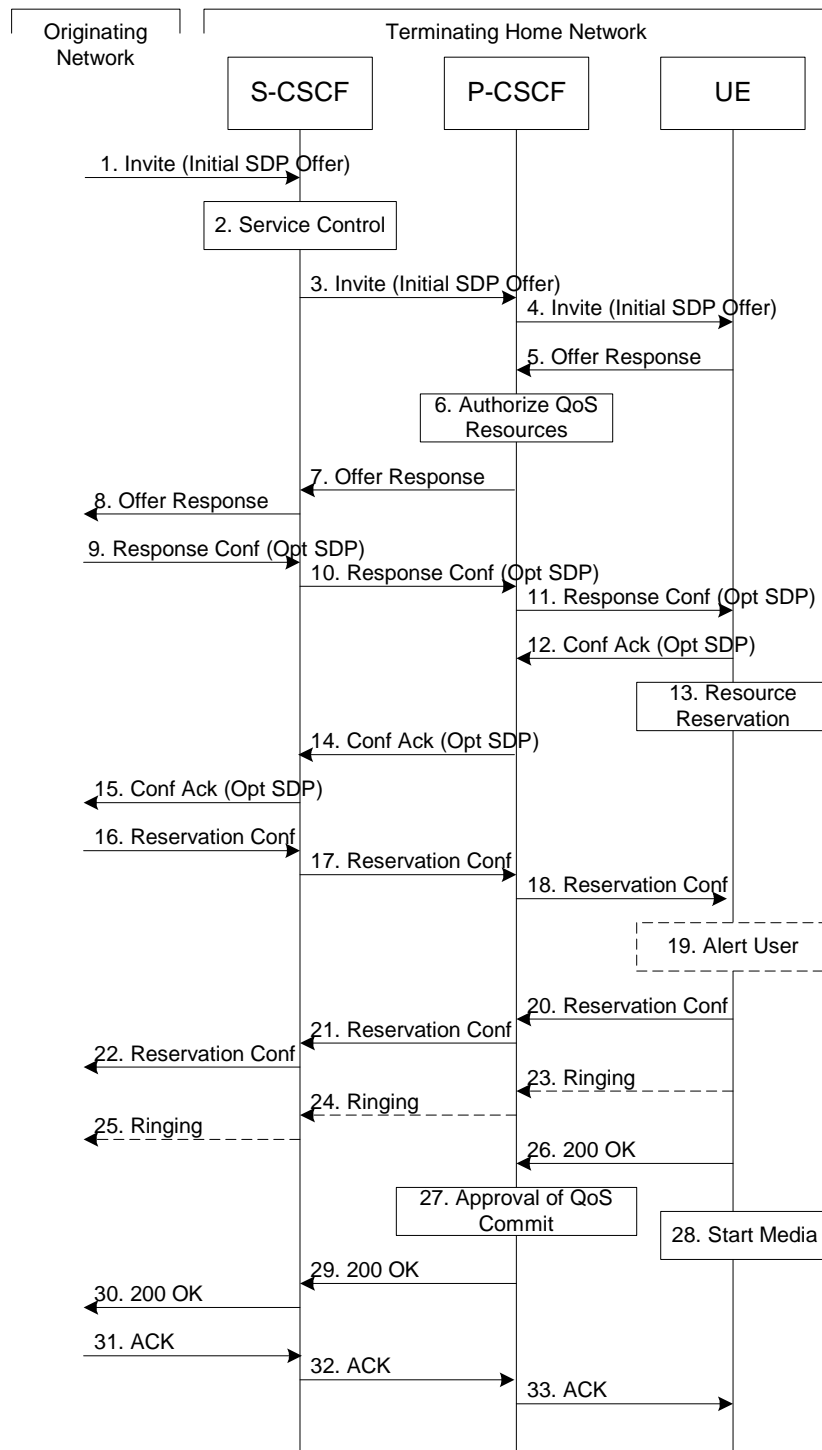 Originating
Network
Terminating Home Network
S-CSCF
P-CSCF
UE
1. Invite (Initial SDP Offer)
2. Service Control
3. Invite (Initial SDP Offer)
4. Invite (Initial SDP Offer)
5. Offer Response
6. Authorize QoS
Resources
7. Offer Response
8. Offer Response
9. Response Conf (Opt SDP)
10. Response Conf (Opt SDP)
11. Response Conf (Opt SDP)
12. Conf Ack (Opt SDP)
13. Resource
Reservation
14. Conf Ack (Opt SDP)
15. Conf Ack (Opt SDP)
16. Reservation Conf
17. Reservation Conf
18. Reservation Conf
19. Alert User
20. Reservation Conf
21. Reservation Conf
22. Reservation Conf
23. Ringing
24. Ringing
25. Ringing
26. 200 OK
27. Approval of QoS
Commit
28. Start Media
29. 200 OK
30. 200 OK
31. ACK
32. ACK
33. ACK